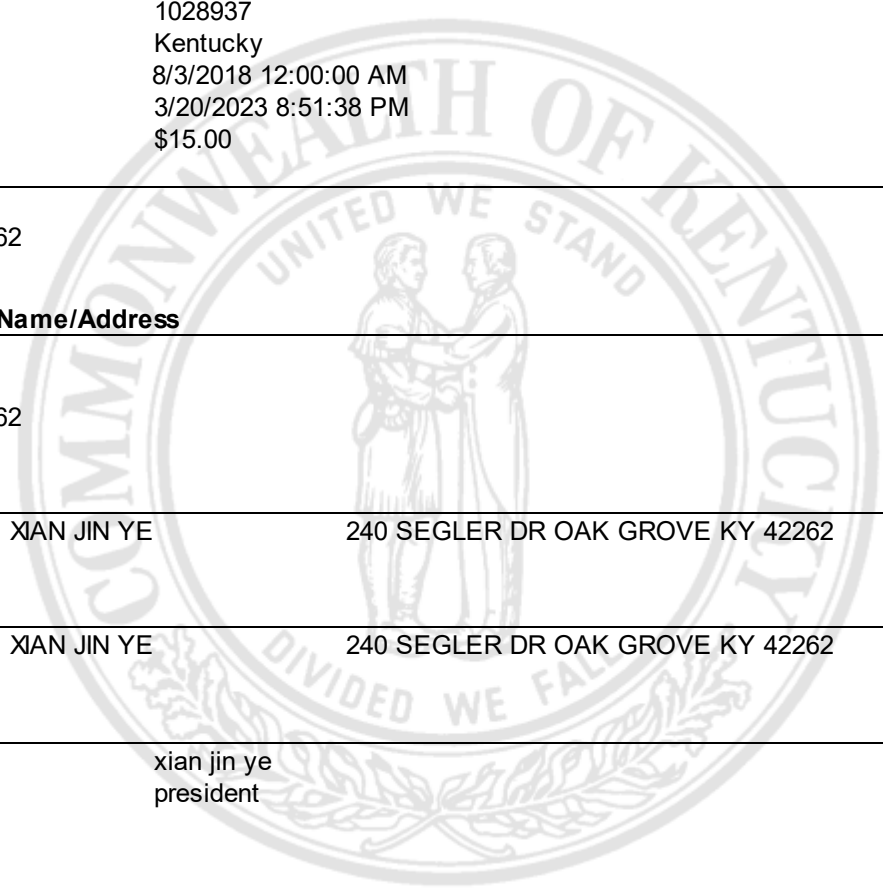 1028937
Kentucky
8/3/2018 12:00:00 AM
3/20/2023 8:51:38 PM
$15.00
COMMONWEALTH OF KENTUCKY
UNITED WE STAND
62
Name/Address
62
XIAN JIN YE 240 SEGLER DR OAK GROVE KY 42262
XIAN JIN YE 240 SEGLER DR OAK GROVE KY 42262
DIVIDED WE FALL
xian jin ye
president